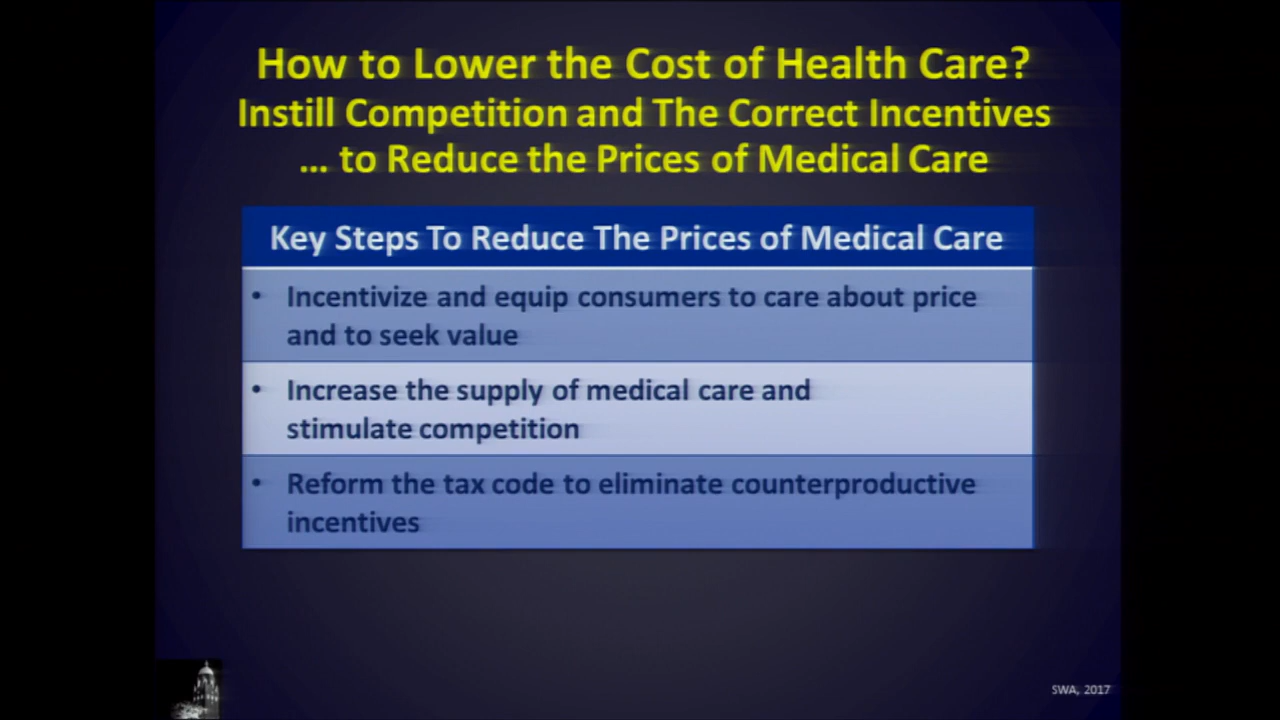 How to Lower the Cost of Health Care?
Instill Competition and The Correct Incentives
... to Reduce the Prices of Medical Care
Key Steps To Reduce The Prices of Medical Care
• Incentivize and equip consumers to care about price
and to seek value
• Increase the supply of medical care and
stimulate competition
• Reform the tax code to eliminate counterproductive
incentives
SWA, 2017